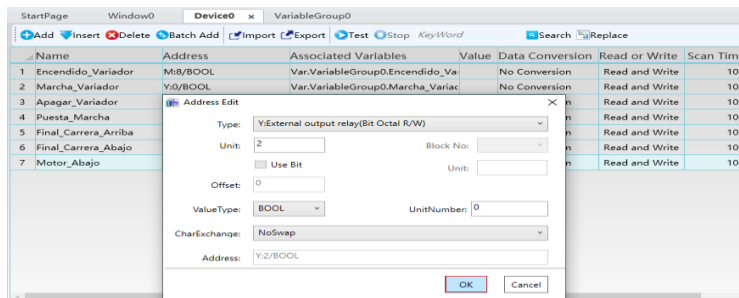 StartPage Window0 Device0 x VariableGroup0
Add Insert Delete Batch Add Import Export Test Stop KeyWord Search Replace
Name Address Associated Variables Value Data Conversion Read or Write Scan Tim
1 Encendido_Variador M:8/BOOL Var.VariableGroup0.Encendido_Va No Conversion Read and Write 10
2 Marcha_Variador Y:0/BOOL Var.VariableGroup0.Marcha_Variac No Conversion Read and Write 10
3 Apagar_Variador n Read and Write 10
4 Puesta_Marcha n Read and Write 10
5 Final_Carrera_Arriba n Read and Write 10
6 Final_Carrera_Abajo n Read and Write 10
7 Motor_Abajo n Read and Write 10
Address Edit
Type: Y:External output relay(Bit Octal R/W)
Unit: 2 Block No:
Use Bit Unit:
Offset: 0
ValueType: BOOL UnitNumber: 0
CharExchange: NoSwap
Address: Y:2/BOOL
OK Cancel